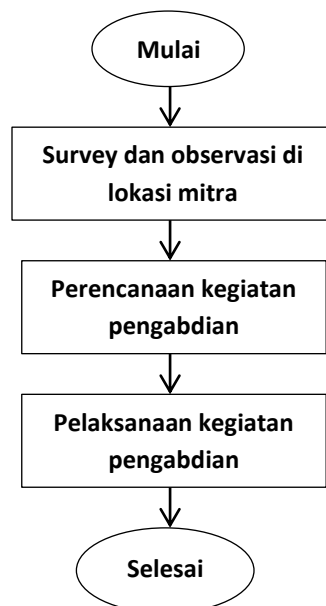 Mulai
Survey dan observasi di
lokasi mitra
Perencanaan kegiatan
pengabdian
Pelaksanaan kegiatan
pengabdian
Selesai